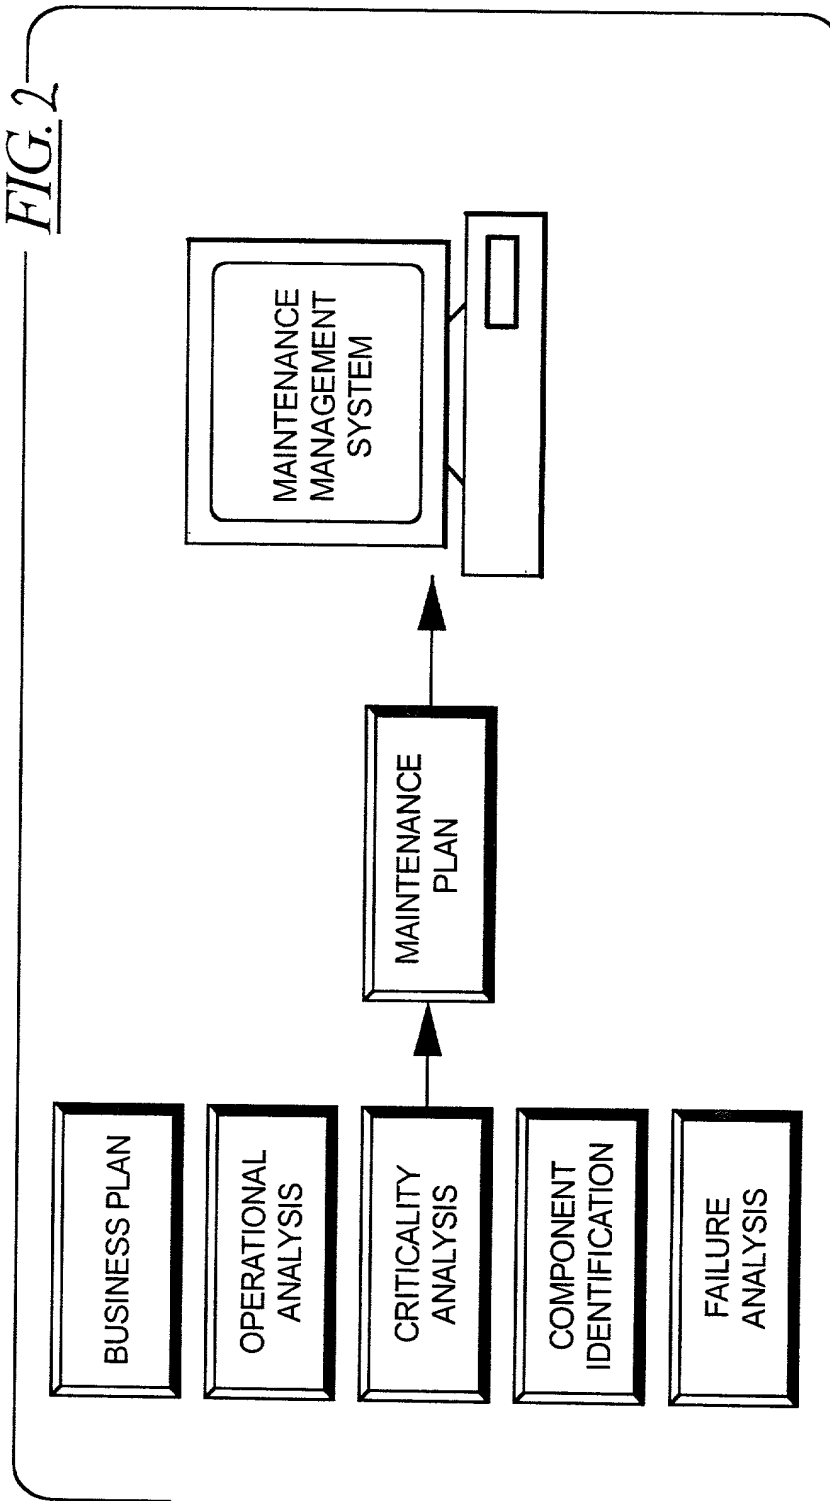 FIG. 2
BUSINESS PLAN
OPERATIONAL
ANALYSIS
CRITICALITY
ANALYSIS
COMPONENT
IDENTIFICATION
FAILURE
ANALYSIS
MAINTENANCE
PLAN
MAINTENANCE
MANAGEMENT
SYSTEM